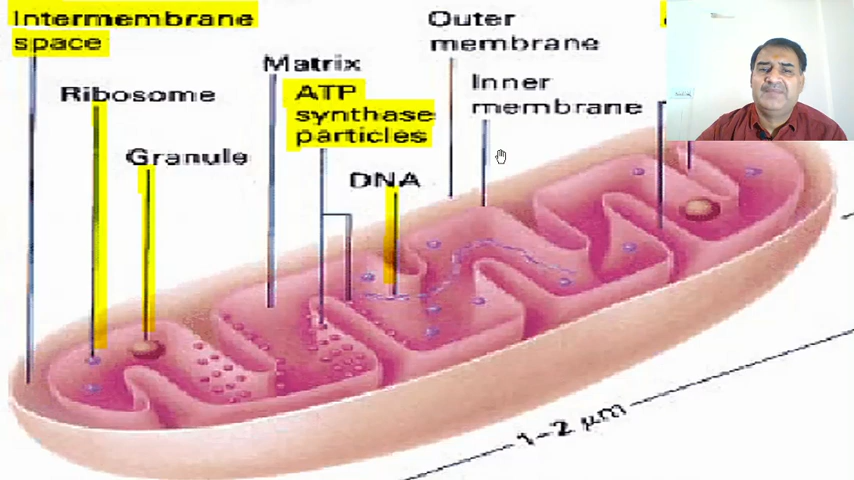 Intermembrane
space
Outer
membrane
Matrix
Inner
membrane
Ribosome
ATP
synthase
particles
Granule
DNA
1–2 μm